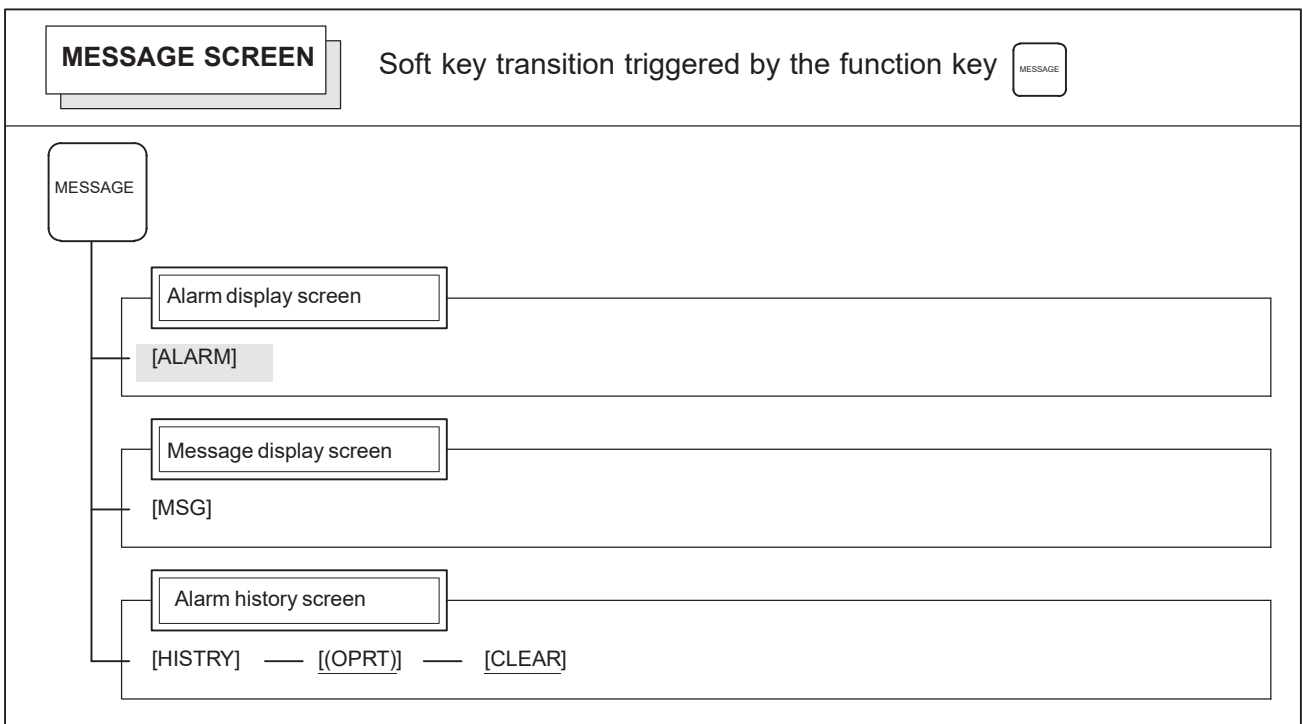 MESSAGE SCREEN
Soft key transition triggered by the function key MESSAGE
MESSAGE
Alarm display screen
[ALARM]
Message display screen
[MSG]
Alarm history screen
[HISTRY] [(OPRT)] [CLEAR]